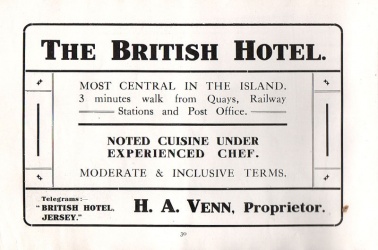 THE BRITISH HOTEL.
MOST CENTRAL IN THE ISLAND.
3 minutes walk from Quays, Railway
Stations and Post Office.
NOTED CUISINE UNDER
EXPERIENCED CHEF.
MODERATE & INCLUSIVE TERMS.
Telegrams:—
"BRITISH HOTEL.
JERSEY."
H. A. VENN, Proprietor.
50